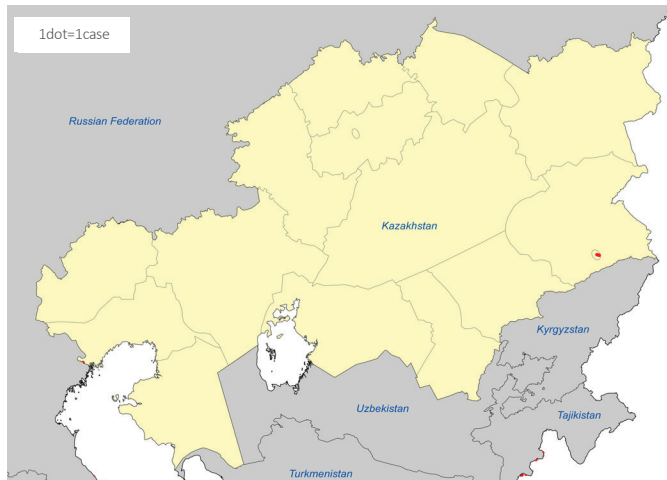 1dot=1case
Russian Federation
Kazakhstan
Kyrgyzstan
Uzbekistan
Tajikistan
Turkmenistan